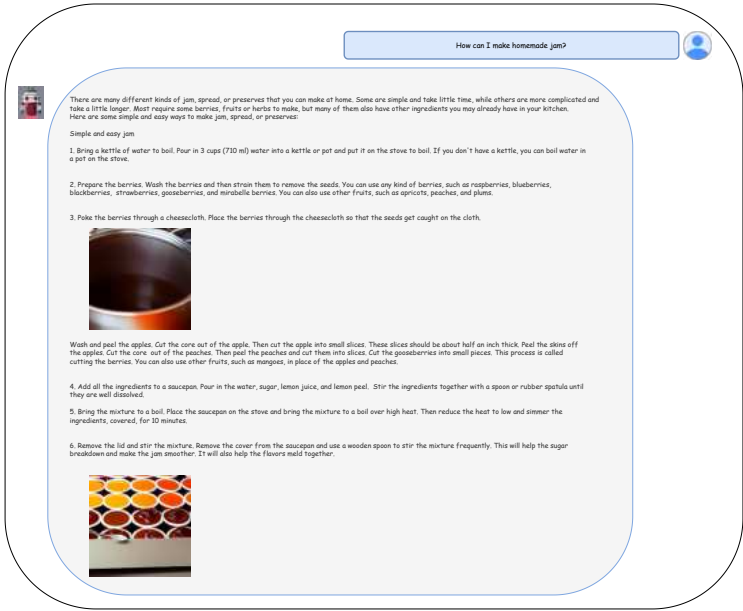 How can I make homemade jam?
There are many different kinds of jam, spread, or preserves that you can make at home. Some are simple and take little time, while others are more complicated and
take a little longer. Most require some berries, fruits or herbs to make, but many of them also have other ingredients you may already have in your kitchen.
Here are some simple and easy ways to make jam, spread, or preserves:
Simple and easy jam
1. Bring a kettle of water to boil. Pour in 3 cups (710 ml) water into a kettle or pot and put it on the stove to boil. If you don't have a kettle, you can boil water in
a pot on the stove.
2. Prepare the berries. Wash the berries and then strain them to remove the seeds. You can use any kind of berries, such as raspberries, blueberries,
blackberries, strawberries, gooseberries, and mirabelle berries. You can also use other fruits, such as apricots, peaches, and plums.
3. Poke the berries through a cheesecloth. Place the berries through the cheesecloth so that the seeds get caught on the cloth.
Wash and peel the apples. Cut the core out of the apple. Then cut the apple into small slices. These slices should be about half an inch thick. Peel the skins off
the apples. Cut the core out of the peaches. Then peel the peaches and cut them into slices. Cut the gooseberries into small pieces. This process is called
cutting the berries. You can also use other fruits, such as mangoes, in place of the apples and peaches.
4. Add all the ingredients to a saucepan. Pour in the water, sugar, lemon juice, and lemon peel. Stir the ingredients together with a spoon or rubber spatula until
they are well dissolved.
5. Bring the mixture to a boil. Place the saucepan on the stove and bring the mixture to a boil over high heat. Then reduce the heat to low and simmer the
ingredients, covered, for 10 minutes.
6. Remove the lid and stir the mixture. Remove the cover from the saucepan and use a wooden spoon to stir the mixture frequently. This will help the sugar
breakdown and make the jam smoother. It will also help the flavors meld together.